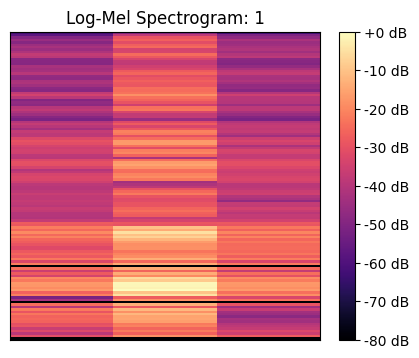 Log-Mel Spectrogram: 1
+0 dB
-10 dB
-20 dB
-30 dB
-40 dB
-50 dB
-60 dB
-70 dB
-80 dB